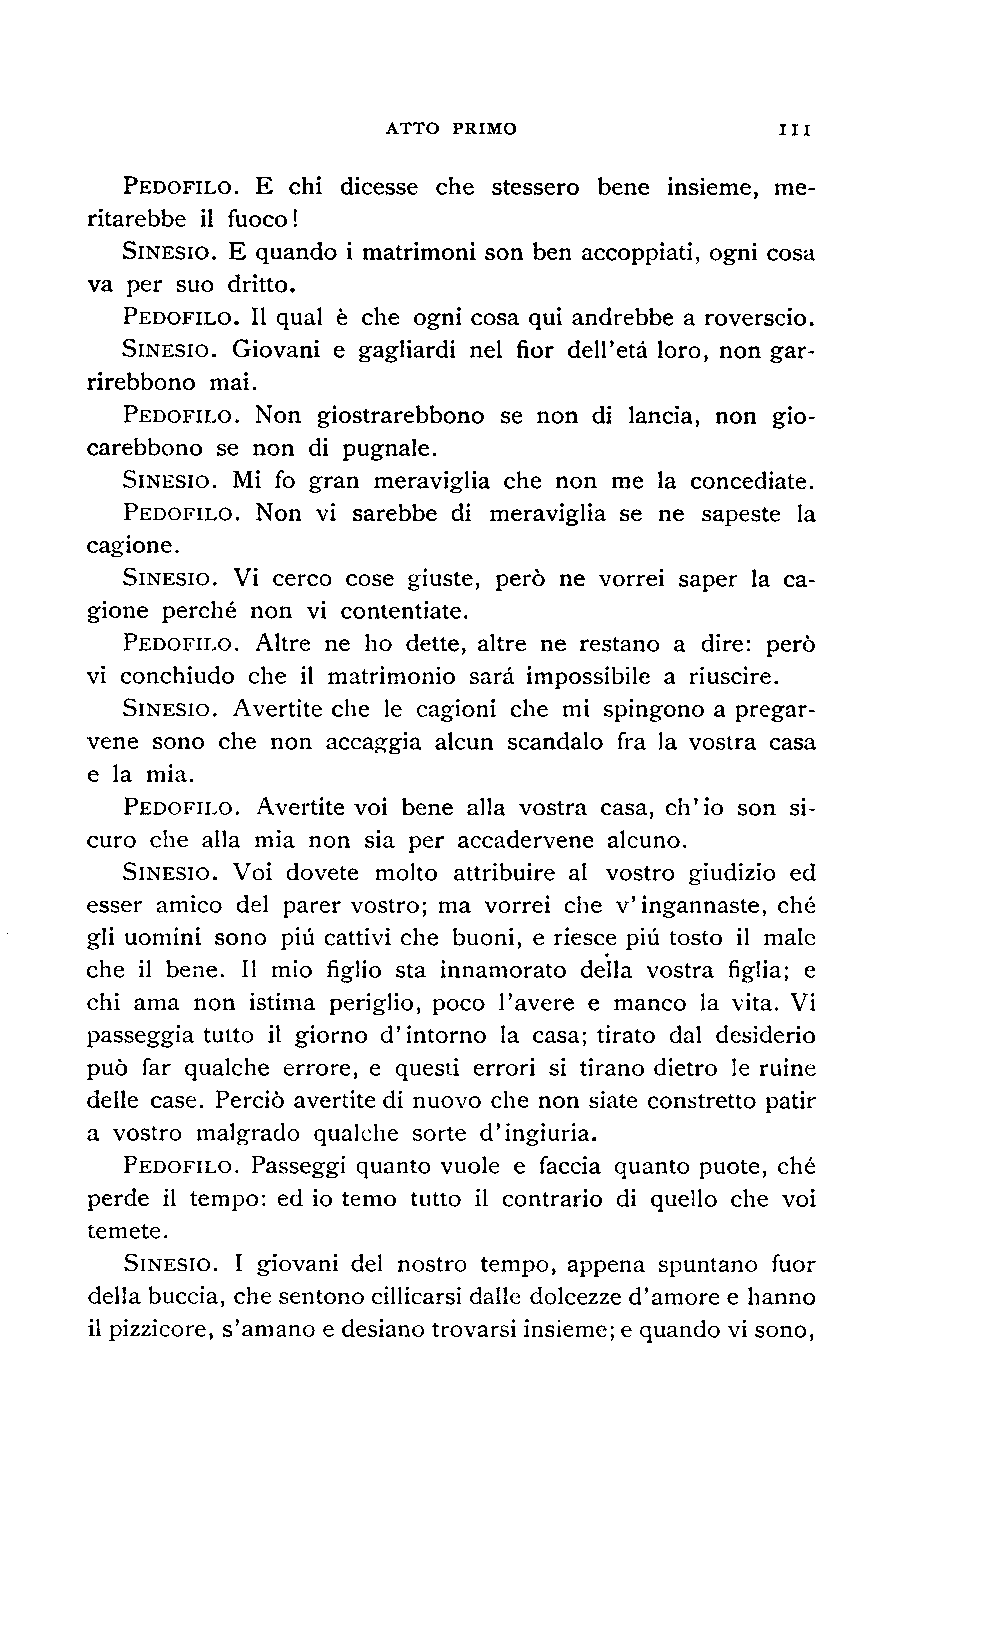 ATTO PRIMO 111
PEDOFILO. E chi dicesse che stessero bene insieme, me-
ritarebbe il fuoco!
SINESIO. E quando i matrimoni son ben accoppiati, ogni cosa
va per suo dritto.
PEDOFILO. Il qual è che ogni cosa qui andrebbe a roverscio.
SINESIO. Giovani e gagliardi nel fior dell'etá loro, non gar-
rirebbono mai.
PEDOFILO. Non giostrarebbono se non di lancia, non gio-
carebbono se non di pugnale.
SINESIO. Mi fo gran meraviglia che non me la concediate.
PEDOFILO. Non vi sarebbe di meraviglia se ne sapeste la
cagione.
SINESIO. Vi cerco cose giuste, però ne vorrei saper la ca-
gione perché non vi contentiate.
PEDOFILO. Altre ne ho dette, altre ne restano a dire: però
vi conchiudo che il matrimonio sará impossibile a riuscire.
SINESIO. Avertite che le cagioni che mi spingono a pregar-
vene sono che non accaggia alcun scandalo fra la vostra casa
e la mia.
PEDOFILO. Avertite voi bene alla vostra casa, ch'io son si-
curo che alla mia non sia per accadervene alcuno.
SINESIO. Voi dovete molto attribuire al vostro giudizio ed
esser amico del parer vostro; ma vorrei che v'ingannaste, ché
gli uomini sono piú cattivi che buoni, e riesce piú tosto il male
che il bene. Il mio figlio sta innamorato della vostra figlia; e
chi ama non istima periglio, poco l'avere e manco la vita. Vi
passeggia tutto il giorno d'intorno la casa; tirato dal desiderio
può far qualche errore, e questi errori si tirano dietro le ruine
delle case. Perciò avertite di nuovo che non siate constretto patir
a vostro malgrado qualche sorte d'ingiuria.
PEDOFILO. Passeggi quanto vuole e faccia quanto puote, ché
perde il tempo: ed io temo tutto il contrario di quello che voi
temete.
SINESIO. I giovani del nostro tempo, appena spuntano fuor
della buccia, che sentono cillicarsi dalle dolcezze d'amore e hanno
il pizzicore, s'amano e desiano trovarsi insieme; e quando vi sono,